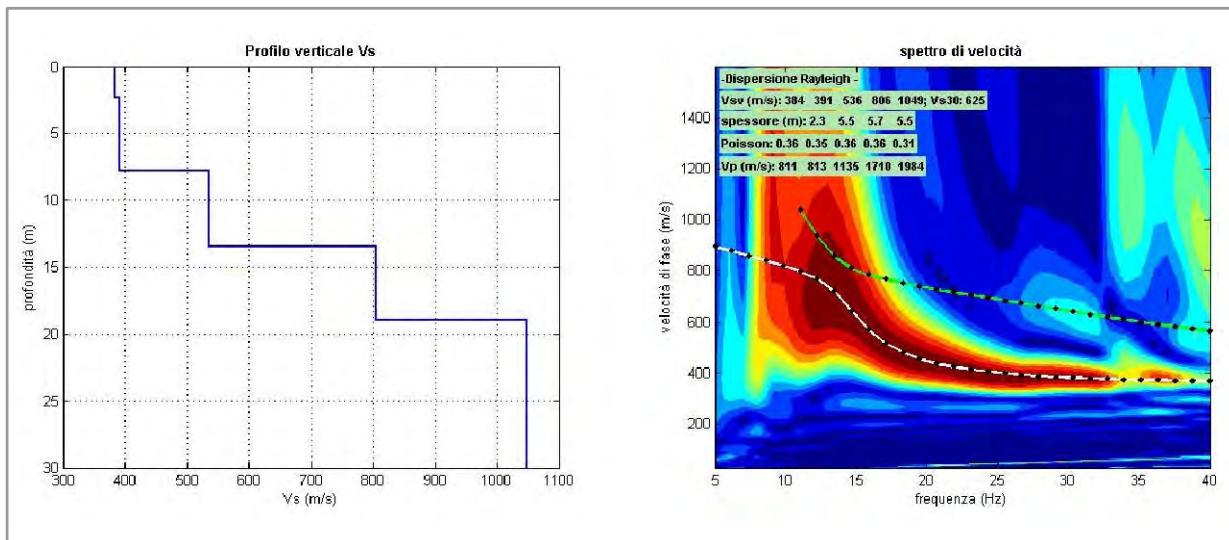 Profilo verticale Vs
0
5
10
15
20
25
30
profondità (m)
300 400 500 600 700 800 900 1000 1100
Vs (m/s)
spettro di velocità
-Dispersione Rayleigh -
Vsv (m/s): 384 391 536 806 1049; Vs30: 625
spessore (m): 2.3 5.5 5.7 5.5
Poisson: 0.36 0.35 0.36 0.36 0.31
Vp (m/s): 811 813 1135 1710 1984
1400
1200
1000
800
600
400
200
velocità di fase (m/s)
5 10 15 20 25 30 35 40
frequenza (Hz)